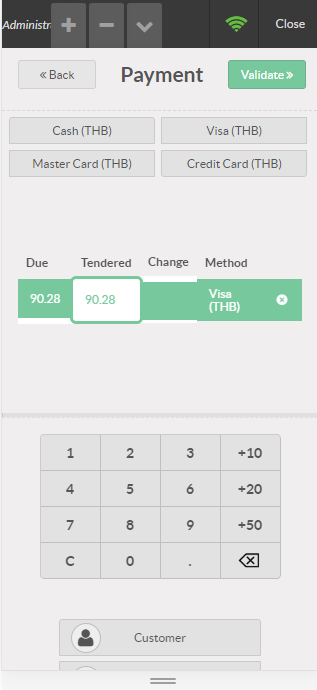 Administr
Close
« Back
Payment
Validate »
Cash (THB)
Visa (THB)
Master Card (THB)
Credit Card (THB)
Due
Tendered
Change
Method
90.28
90.28
Visa
(THB)
1
2
3
+10
4
5
6
+20
7
8
9
+50
C
0
.
Customer